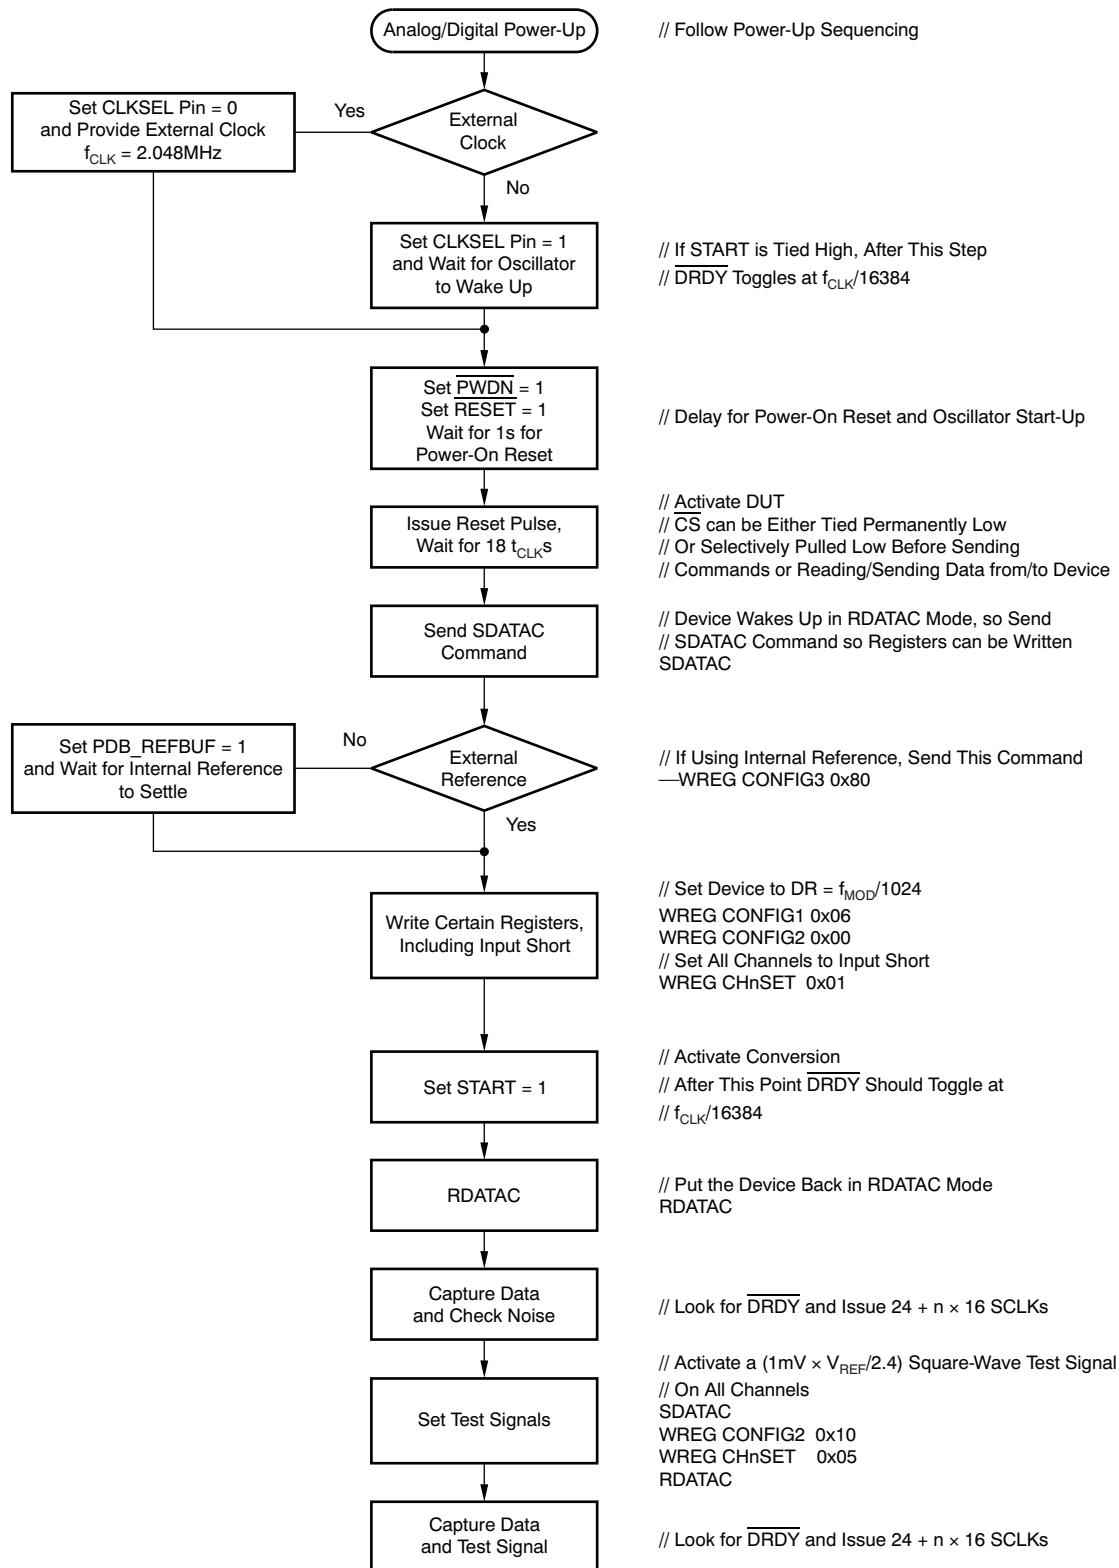 Analog/Digital Power-Up
// Follow Power-Up Sequencing
Set CLKSEL Pin = 0
and Provide External Clock
fCLK = 2.048MHz
Yes
External
Clock
No
Set CLKSEL Pin = 1
and Wait for Oscillator
to Wake Up
// If START is Tied High, After This Step
// DRDY Toggles at fCLK/16384
Set PWDN = 1
Set RESET = 1
Wait for 1s for
Power-On Reset
// Delay for Power-On Reset and Oscillator Start-Up
Issue Reset Pulse,
Wait for 18 tCLKs
// Activate DUT
// CS can be Either Tied Permanently Low
// Or Selectively Pulled Low Before Sending
// Commands or Reading/Sending Data from/to Device
Send SDATAC
Command
// Device Wakes Up in RDATAC Mode, so Send
// SDATAC Command so Registers can be Written
SDATAC
Set PDB_REFBUF = 1
and Wait for Internal Reference
to Settle
No
External
Reference
Yes
// If Using Internal Reference, Send This Command
—WREG CONFIG3 0x80
Write Certain Registers,
Including Input Short
// Set Device to DR = fMOD/1024
WREG CONFIG1 0x06
WREG CONFIG2 0x00
// Set All Channels to Input Short
WREG CHnSET 0x01
Set START = 1
// Activate Conversion
// After This Point DRDY Should Toggle at
// fCLK/16384
RDATAC
// Put the Device Back in RDATAC Mode
RDATAC
Capture Data
and Check Noise
// Look for DRDY and Issue 24 + n × 16 SCLKs
Set Test Signals
// Activate a (1mV × VREF/2.4) Square-Wave Test Signal
// On All Channels
SDATAC
WREG CONFIG2 0x10
WREG CHnSET 0x05
RDATAC
Capture Data
and Test Signal
// Look for DRDY and Issue 24 + n × 16 SCLKs